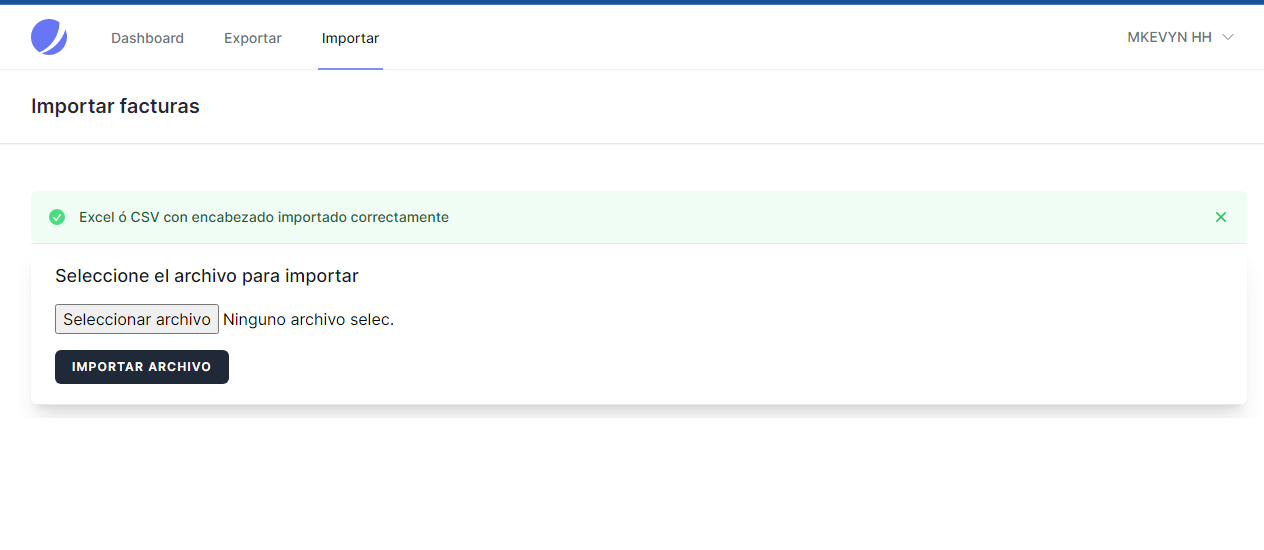 Dashboard Exportar Importar MKEVYN HH
Importar facturas
Excel ó CSV con encabezado importado correctamente
Seleccione el archivo para importar
Seleccionar archivo Ninguno archivo selec.
IMPORTAR ARCHIVO